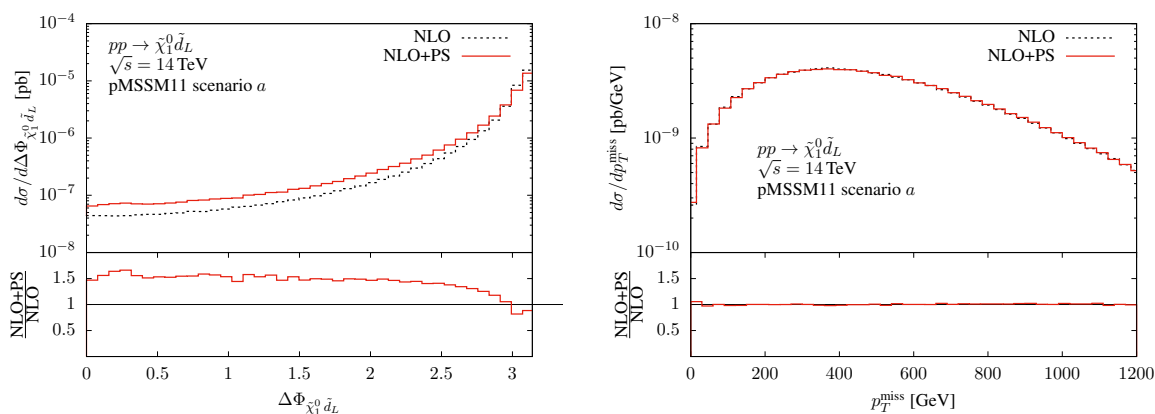 10⁻⁴
10⁻⁵
10⁻⁶
10⁻⁷
10⁻⁸
dσ/dΔΦ_{χ̃₁⁰ d̃_L} [pb]
pp → χ̃₁⁰ d̃_L
√s = 14 TeV
pMSSM11 scenario a
NLO
NLO+PS
1.5
1
0.5
NLO+PS
NLO
0 0.5 1 1.5 2 2.5 3
ΔΦ_{χ̃₁⁰ d̃_L}
10⁻⁸
10⁻⁹
10⁻¹⁰
dσ/dp_T^{miss} [pb/GeV]
NLO
NLO+PS
pp → χ̃₁⁰ d̃_L
√s = 14 TeV
pMSSM11 scenario a
1.5
1
0.5
NLO+PS
NLO
0 200 400 600 800 1000 1200
p_T^{miss} [GeV]